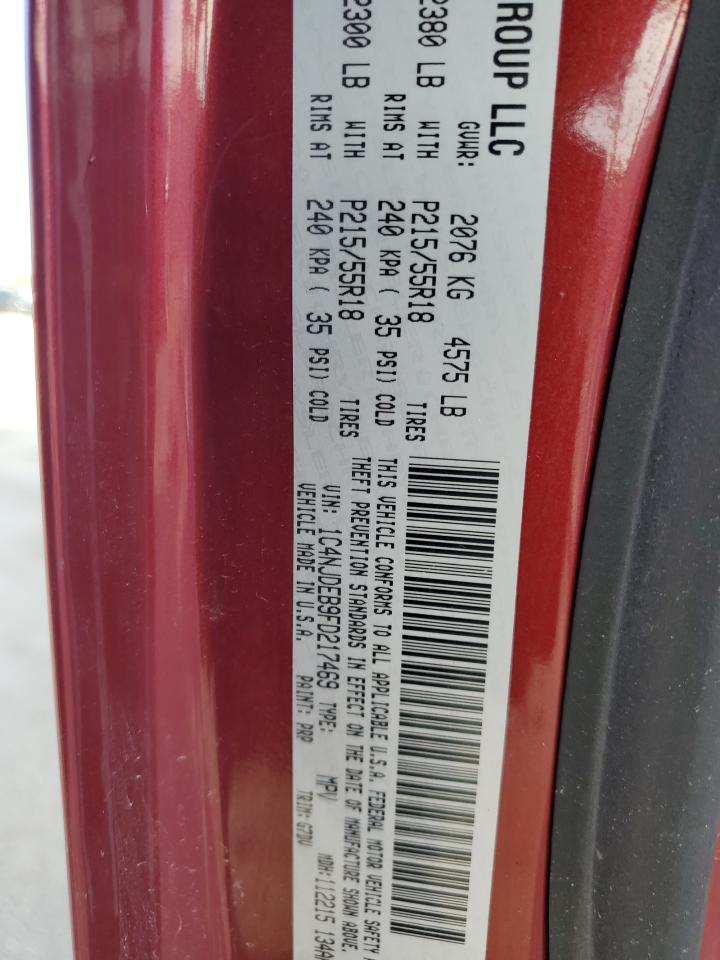 ROUP LLC
GVWR: 2076 KG 4575 LB
2380 LB WITH P215/55R18 TIRES
RIMS AT 240 KPA ( 35 PSI) COLD
2300 LB WITH P215/55R18 TIRES
RIMS AT 240 KPA ( 35 PSI) COLD
THIS VEHICLE CONFORMS TO ALL APPLICABLE U.S.A. FEDERAL MOTOR VEHICLE SAFETY
THEFT PREVENTION STANDARDS IN EFFECT ON THE DATE OF MANUFACTURE SHOWN ABOVE.
VIN: 1C4NJDEB9FD217469 TYPE: MPV MDH:112215 134A
VEHICLE MADE IN U.S.A. PAINT: PRP TRIM: G7DV